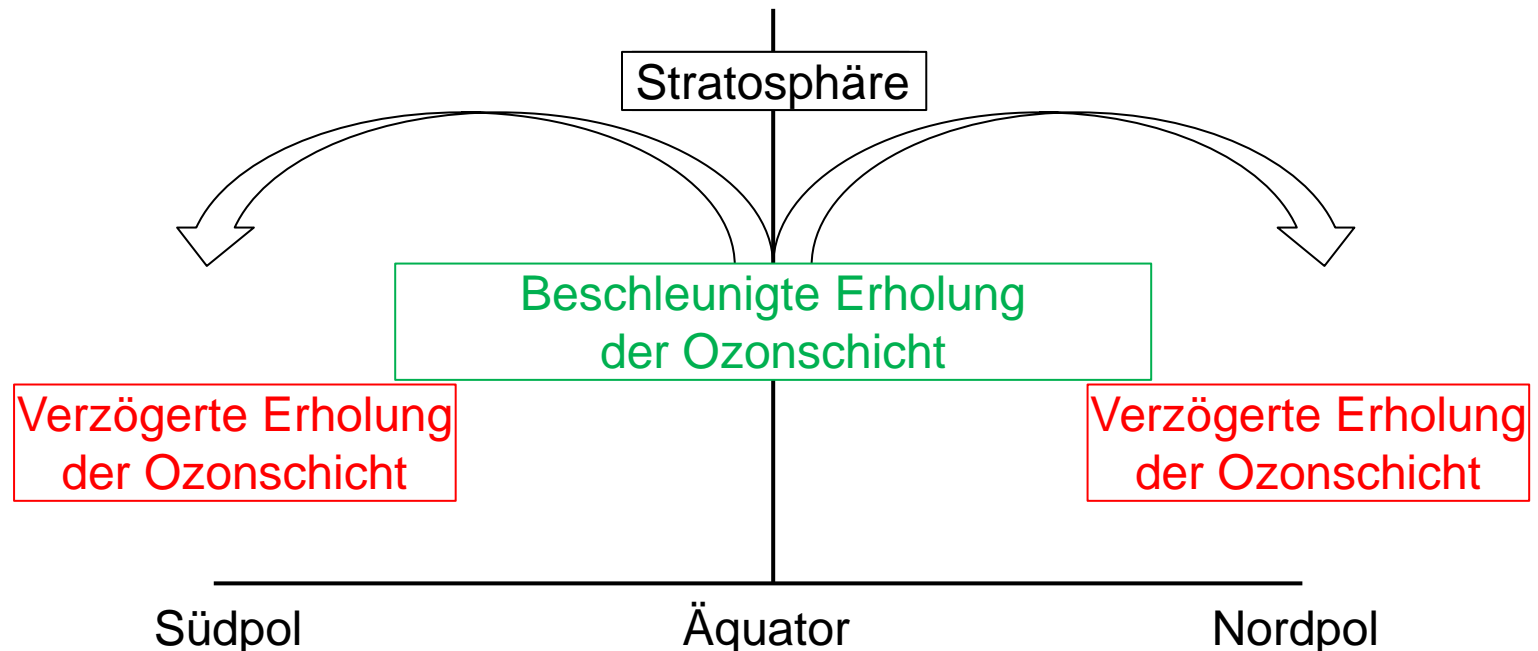 Stratosphäre
Beschleunigte Erholung
der Ozonschicht
Verzögerte Erholung
der Ozonschicht
Verzögerte Erholung
der Ozonschicht
Südpol
Äquator
Nordpol